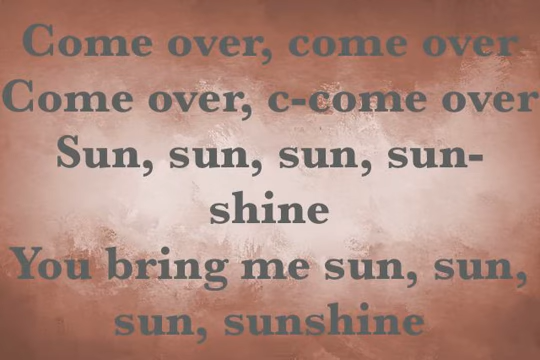 Come over, come over
Come over, c-come over
Sun, sun, sun, sun-
shine
You bring me sun, sun,
sun, sunshine